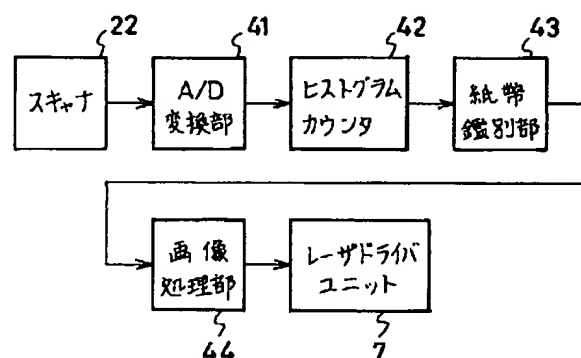 22
41
42
43
スキャナ
A/D
変換部
ヒストグラム
カウンタ
紙幣
鑑別部
画像
処理部
レーザドライバ
ユニット
44
7